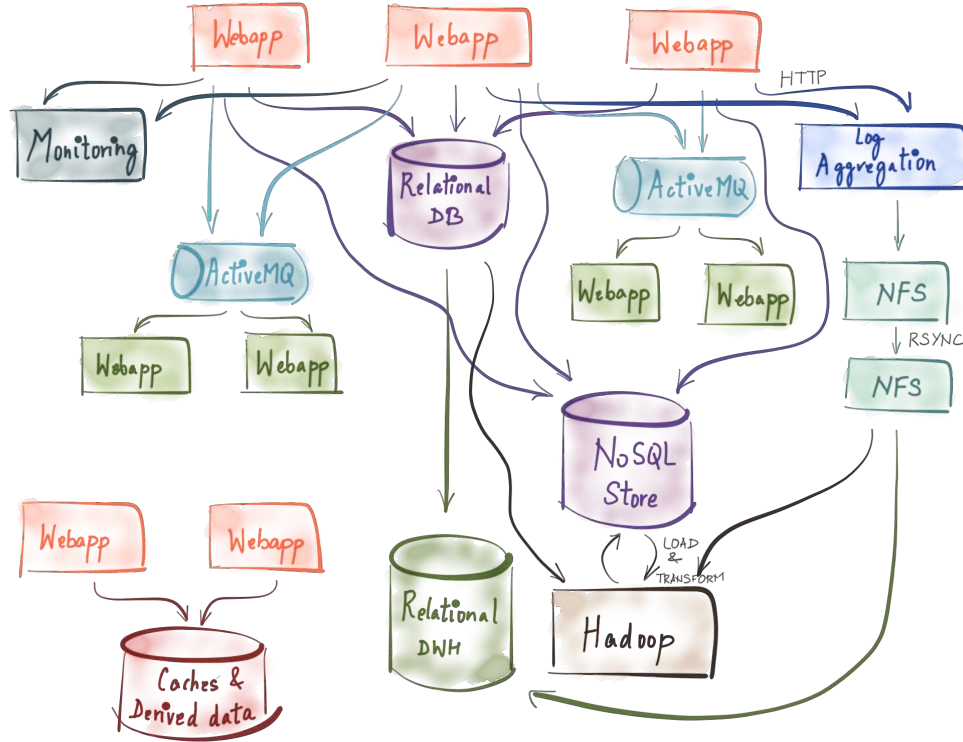 Webapp
Webapp
Webapp
HTTP
Monitoring
Log
Aggregation
Relational
DB
ActiveMQ
ActiveMQ
Webapp
Webapp
NFS
RSYNC
Webapp
Webapp
NFS
NoSQL
Store
Webapp
Webapp
LOAD
&
TRANSFORM
Relational
DWH
Hadoop
Caches &
Derived data